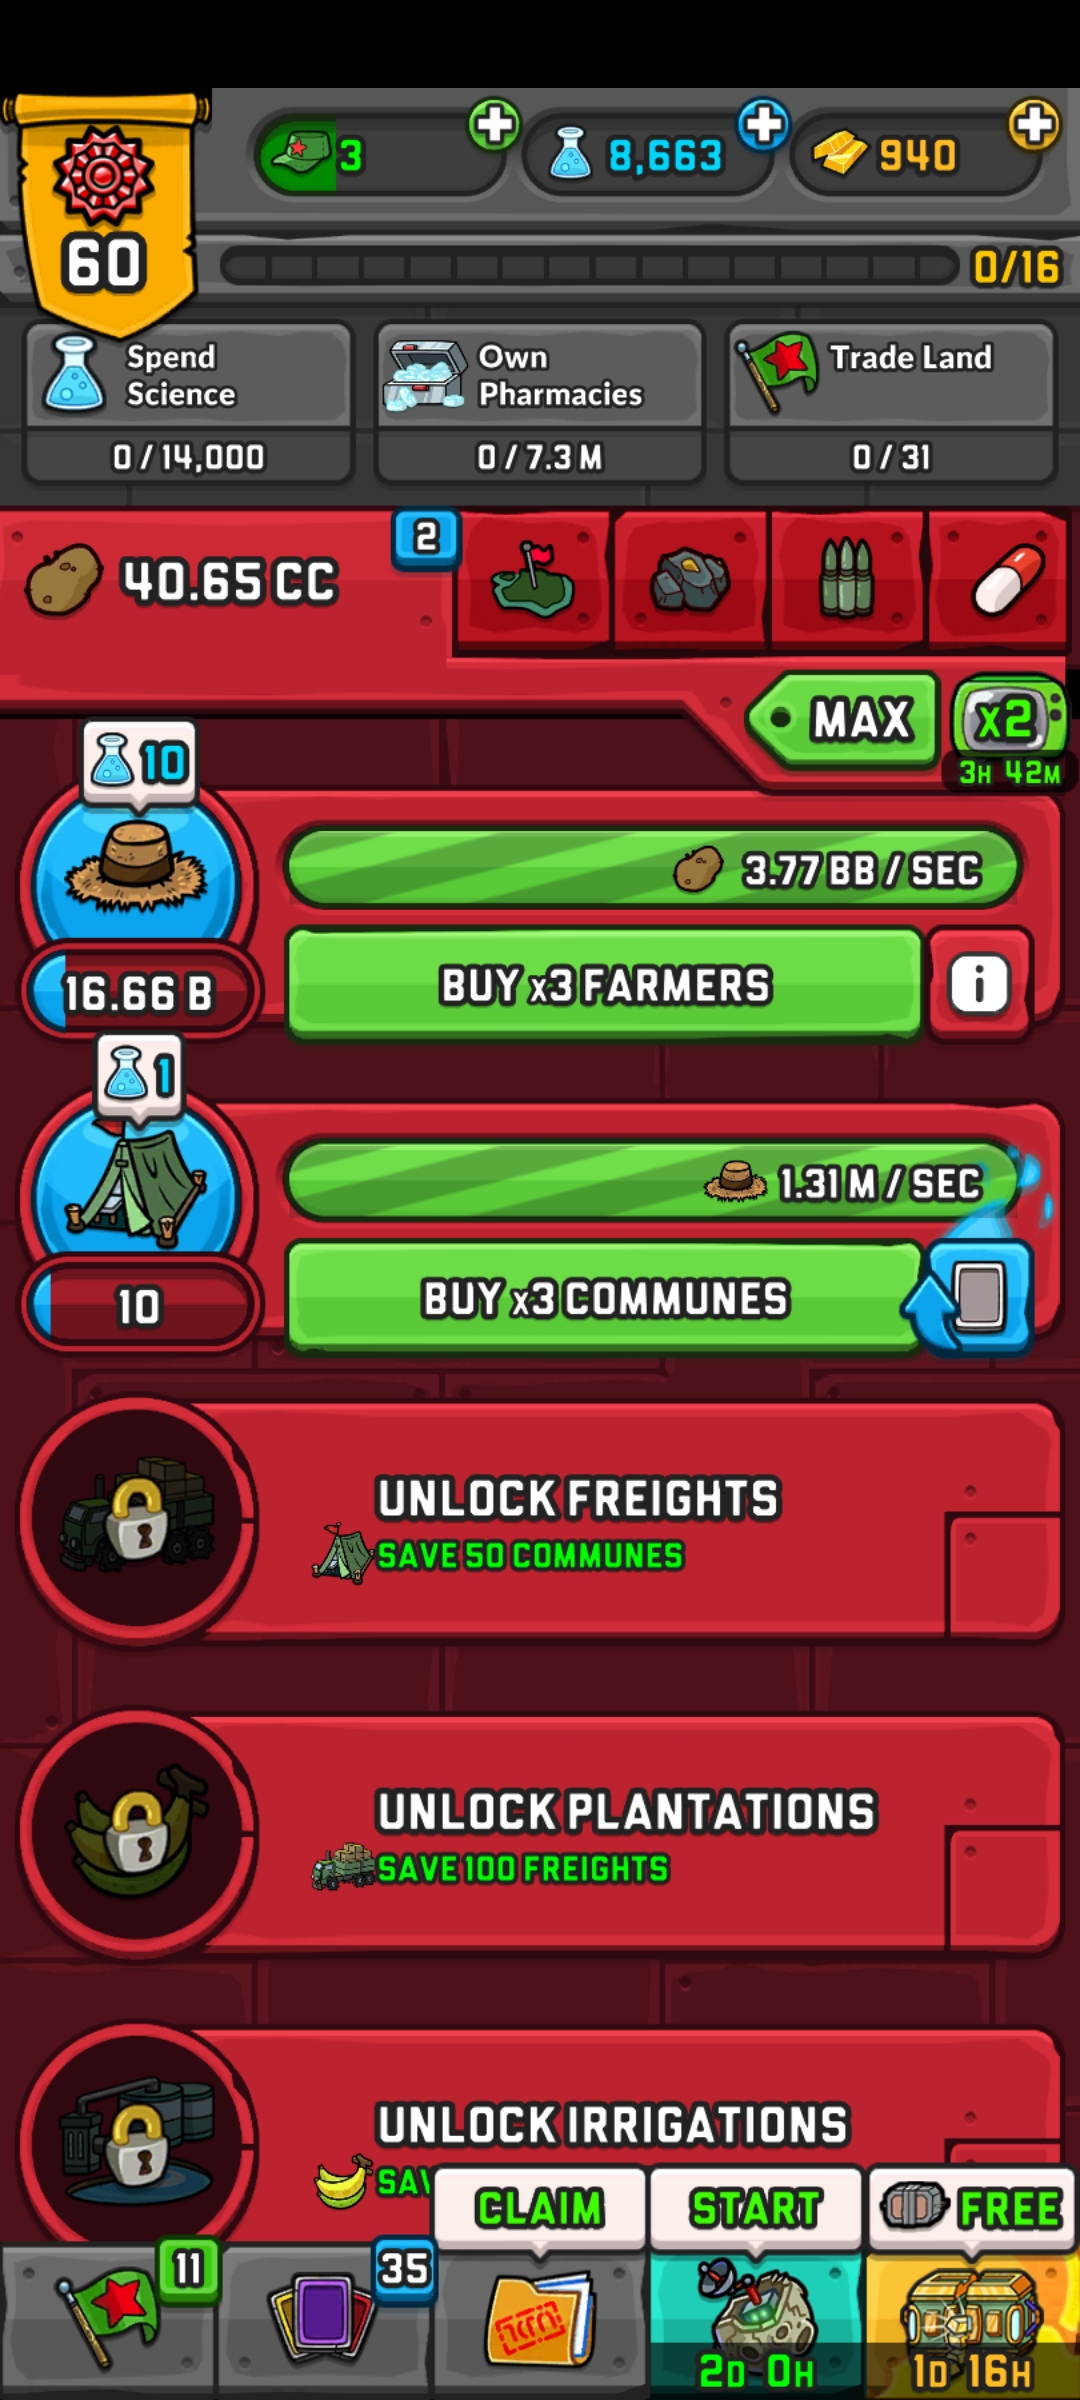 60
3
8,663
940
0/16
Spend
Science
0/14,000
Own
Pharmacies
0/7.3 M
Trade Land
0/31
40.65 CC
2
MAX
x2
3H 42M
10
3.77 BB / SEC
16.66 B
BUY x3 FARMERS
i
1
1.31 M / SEC
10
BUY x3 COMMUNES
UNLOCK FREIGHTS
SAVE 50 COMMUNES
UNLOCK PLANTATIONS
SAVE 100 FREIGHTS
UNLOCK IRRIGATIONS
CLAIM
START
FREE
11
35
2D 0H
1D 16H